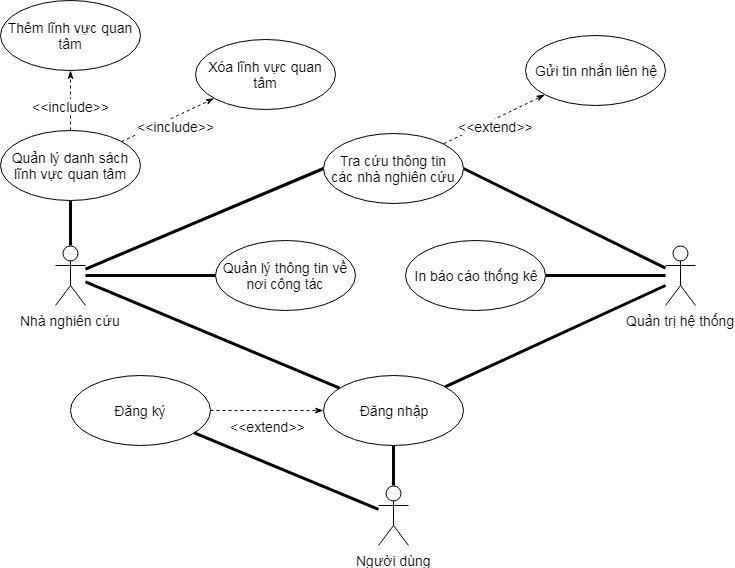 Thêm lĩnh vực quan
tâm
Xóa lĩnh vực quan
tâm
Gửi tin nhắn liên hệ
<<include>>
<<include>>
<<extend>>
Quản lý danh sách
lĩnh vực quan tâm
Tra cứu thông tin
các nhà nghiên cứu
Quản lý thông tin về
nơi công tác
In báo cáo thống kê
Nhà nghiên cứu
Quản trị hệ thống
Đăng ký
<<extend>>
Đăng nhập
Người dùng